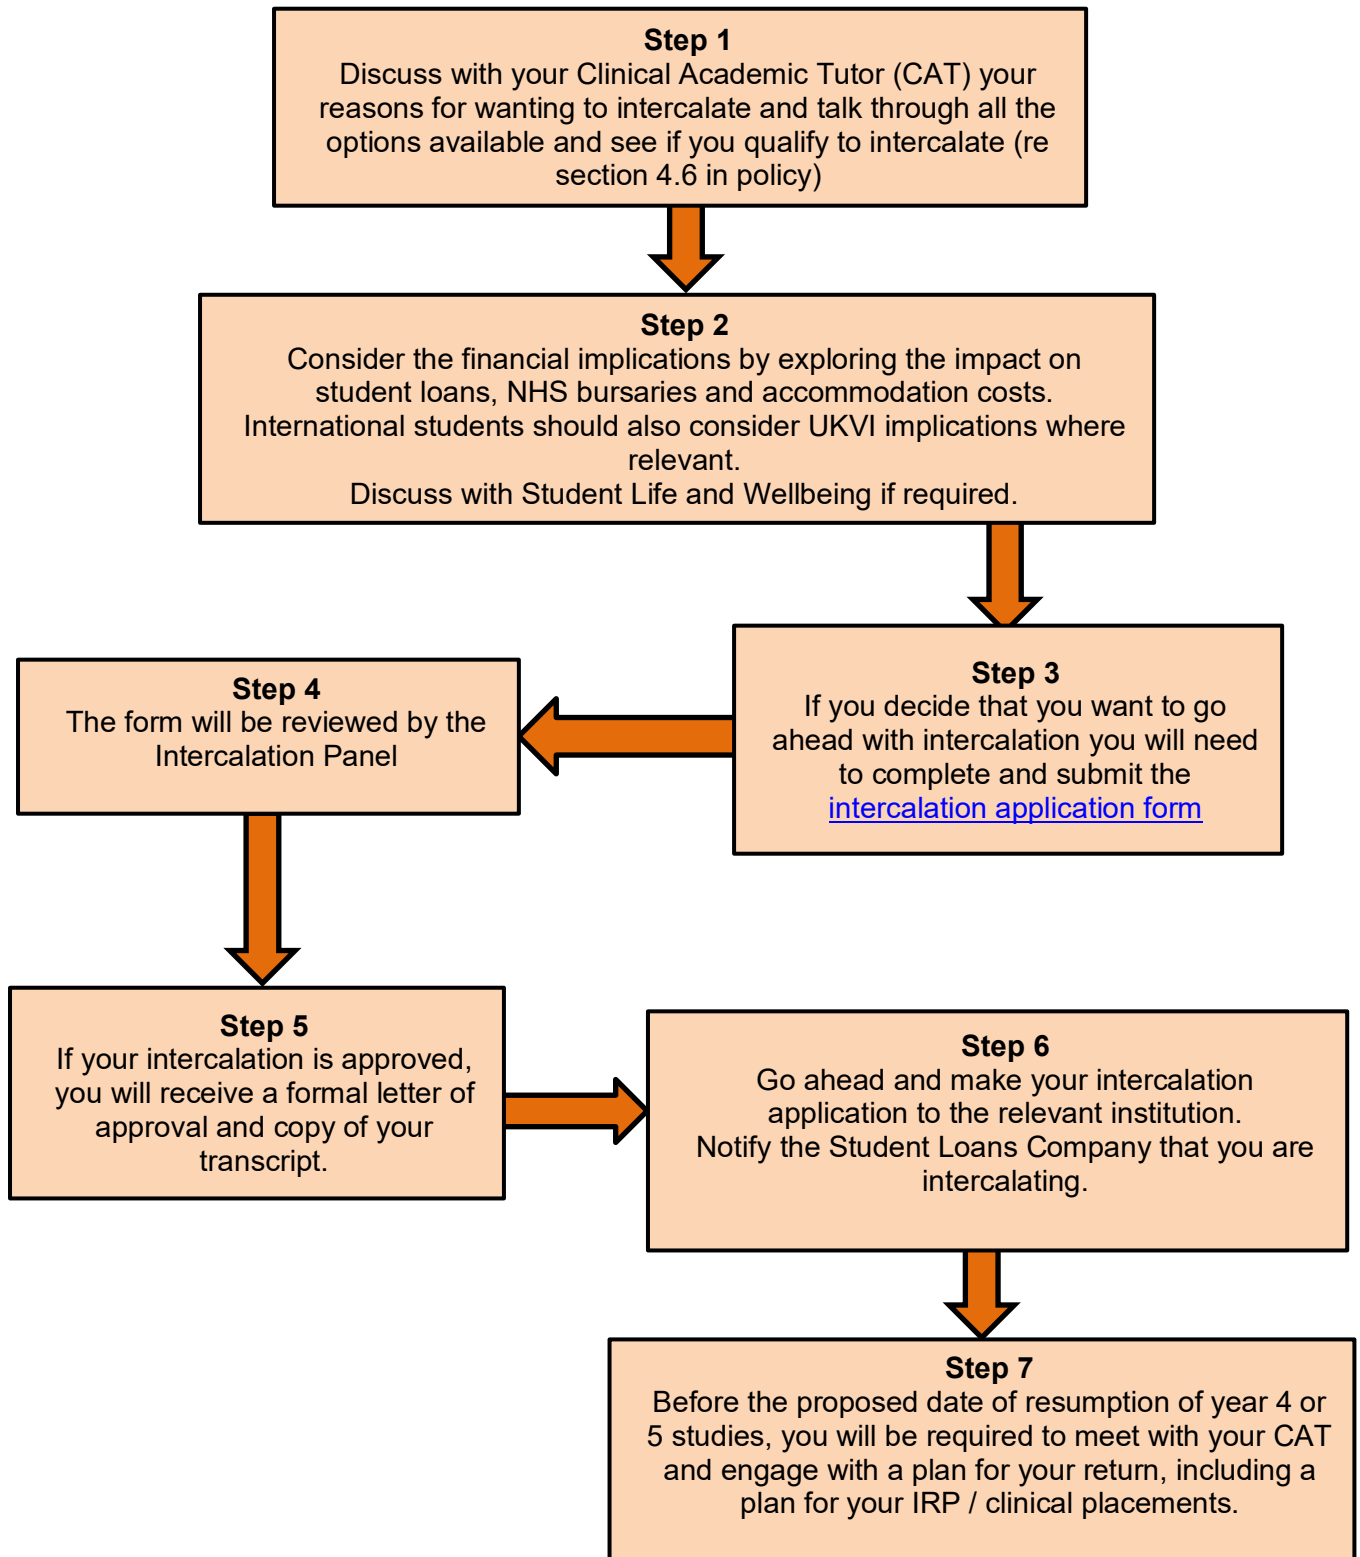 Step 1
Discuss with your Clinical Academic Tutor (CAT) your
reasons for wanting to intercalate and talk through all the
options available and see if you qualify to intercalate (re
section 4.6 in policy)
Step 2
Consider the financial implications by exploring the impact on
student loans, NHS bursaries and accommodation costs.
International students should also consider UKVI implications where
relevant.
Discuss with Student Life and Wellbeing if required.
Step 3
If you decide that you want to go
ahead with intercalation you will need
to complete and submit the
intercalation application form
Step 4
The form will be reviewed by the
Intercalation Panel
Step 5
If your intercalation is approved,
you will receive a formal letter of
approval and copy of your
transcript.
Step 6
Go ahead and make your intercalation
application to the relevant institution.
Notify the Student Loans Company that you are
intercalating.
Step 7
Before the proposed date of resumption of year 4 or
5 studies, you will be required to meet with your CAT
and engage with a plan for your return, including a
plan for your IRP / clinical placements.